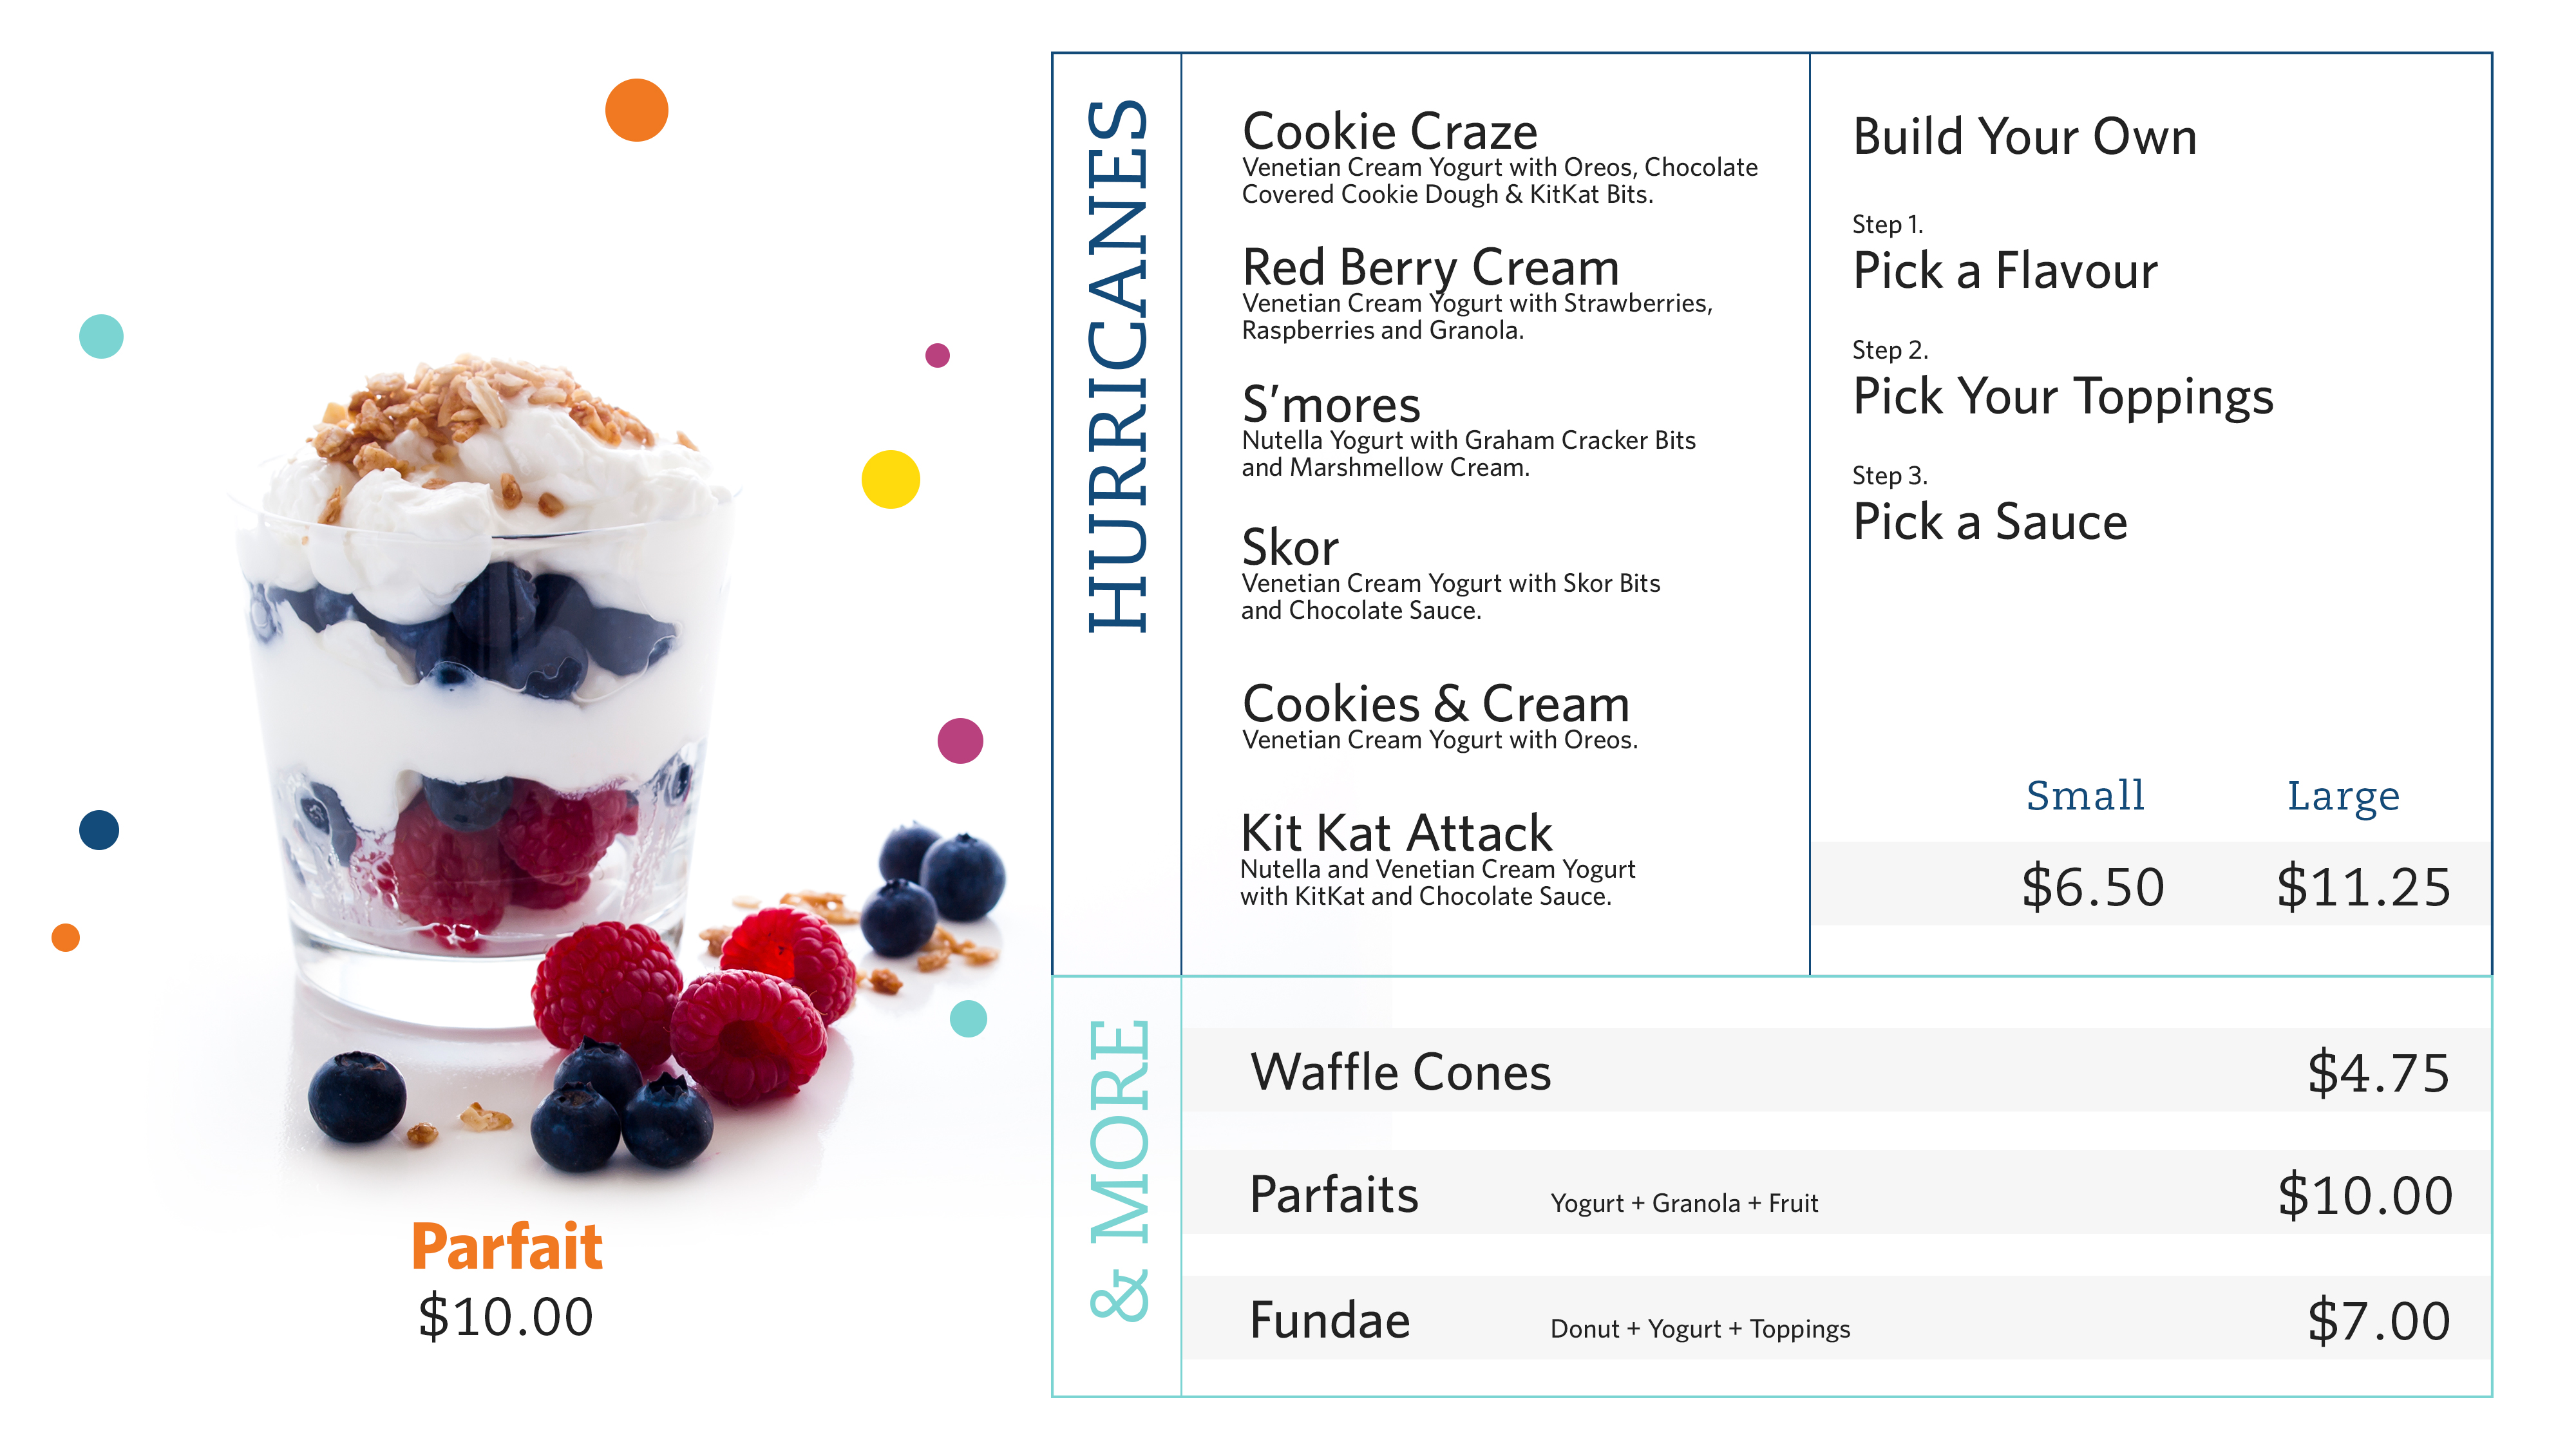 HURRICANES
Cookie Craze
Venetian Cream Yogurt with Oreos, Chocolate
Covered Cookie Dough & KitKat Bits.
Red Berry Cream
Venetian Cream Yogurt with Strawberries,
Raspberries and Granola.
S’mores
Nutella Yogurt with Graham Cracker Bits
and Marshmellow Cream.
Skor
Venetian Cream Yogurt with Skor Bits
and Chocolate Sauce.
Cookies & Cream
Venetian Cream Yogurt with Oreos.
Kit Kat Attack
Nutella and Venetian Cream Yogurt
with KitKat and Chocolate Sauce.
Build Your Own
Step 1.
Pick a Flavour
Step 2.
Pick Your Toppings
Step 3.
Pick a Sauce
Small Large
$6.50 $11.25
& MORE
Waffle Cones $4.75
Parfaits Yogurt + Granola + Fruit $10.00
Fundae Donut + Yogurt + Toppings $7.00
Parfait
$10.00